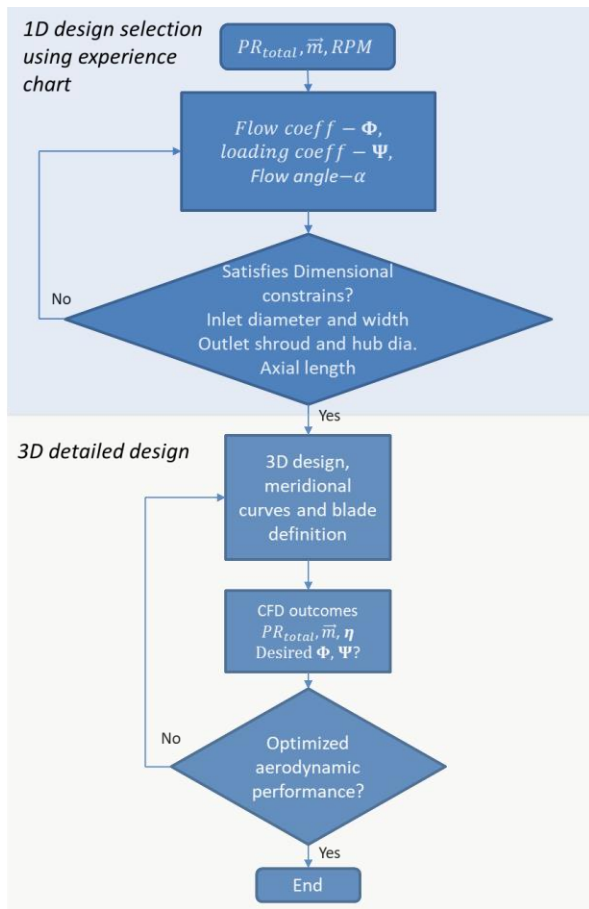 1D design selection
using experience
chart
𝑃𝑅ₜₒₜₐₗ, m⃗, RPM
Flow coeff − Φ,
loading coeff − Ψ,
Flow angle−α
Satisfies Dimensional
constrains?
Inlet diameter and width
Outlet shroud and hub dia.
Axial length
No
Yes
3D detailed design
3D design,
meridional
curves and blade
definition
CFD outcomes
𝑃𝑅ₜₒₜₐₗ, m⃗, η
Desired Φ, Ψ?
No
Optimized
aerodynamic
performance?
Yes
End